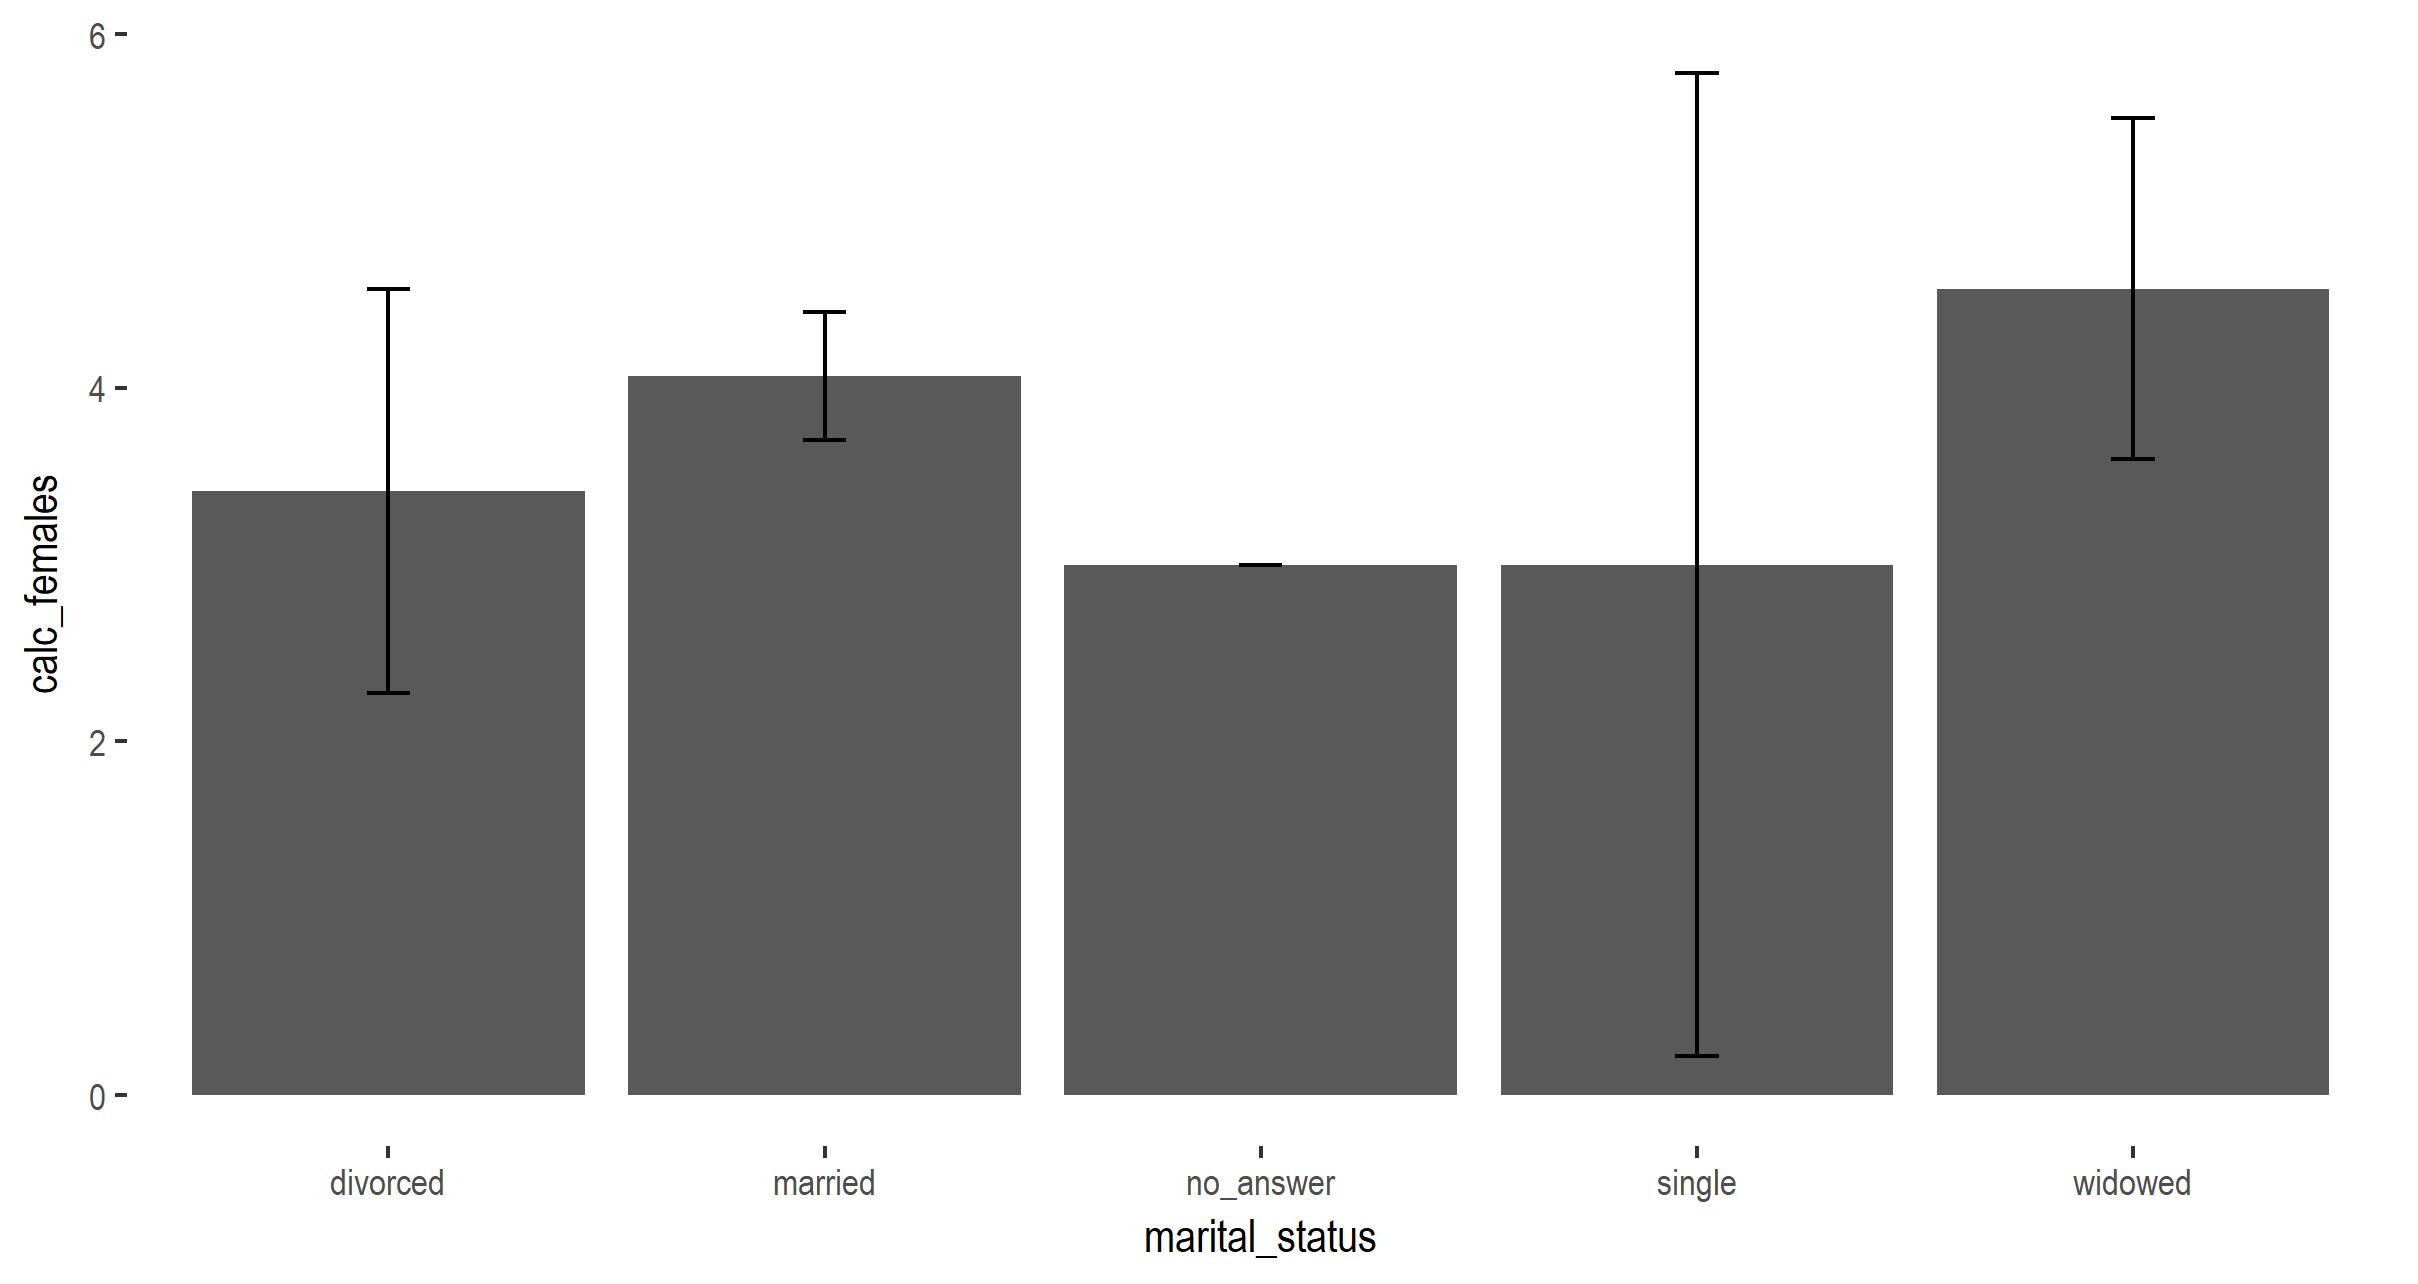 6
4
2
0
calc_females
divorced married no_answer single widowed
marital_status